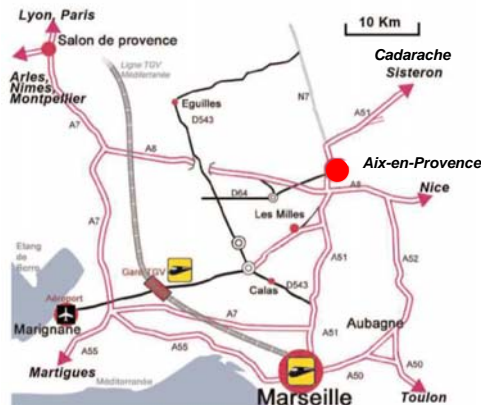 Lyon, Paris
10 Km
Salon de provence
Cadarache
Sisteron
Ligne TGV
Méditerranée
Arles,
Nimes,
Montpellier
N7
A51
Eguilles
D543
A7
A8
Aix-en-Provence
D64
A8
Nice
A7
Les Milles
Etang
de
Berre
A51
A52
Gare TGV
Aéroport
Calas
D543
A7
Marignane
A51
Aubagne
A55
A55
A50
A50
Martigues
Méditerranée
Marseille
Toulon